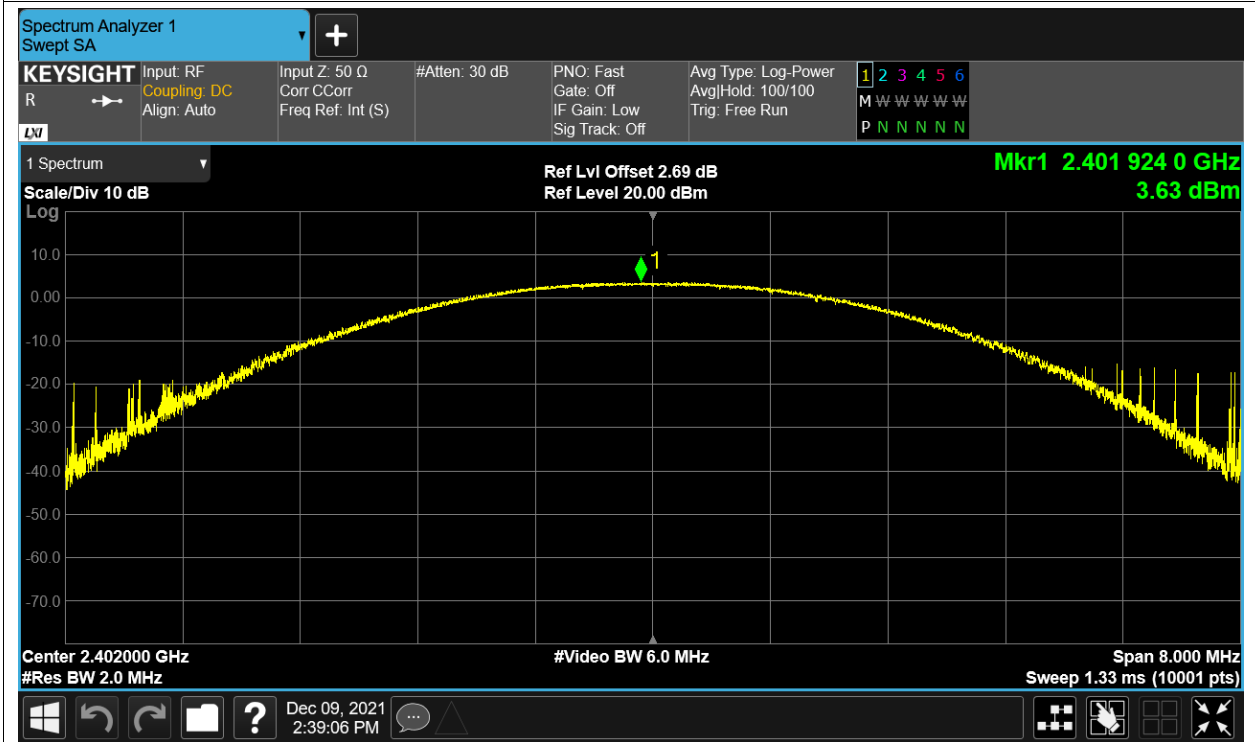 Spectrum Analyzer 1
Swept SA
+
KEYSIGHT
R
LXI
Input: RF
Coupling: DC
Align: Auto
Input Z: 50 Ω
Corr CCorr
Freq Ref: Int (S)
#Atten: 30 dB
PNO: Fast
Gate: Off
IF Gain: Low
Sig Track: Off
Avg Type: Log-Power
Avg|Hold: 100/100
Trig: Free Run
1 2 3 4 5 6
M W W W W W
P N N N N N
1 Spectrum
Scale/Div 10 dB
Log
Ref Lvl Offset 2.69 dB
Ref Level 20.00 dBm
Mkr1 2.401 924 0 GHz
3.63 dBm
1
10.0
0.00
-10.0
-20.0
-30.0
-40.0
-50.0
-60.0
-70.0
Center 2.402000 GHz
#Res BW 2.0 MHz
#Video BW 6.0 MHz
Span 8.000 MHz
Sweep 1.33 ms (10001 pts)
?
Dec 09, 2021
2:39:06 PM